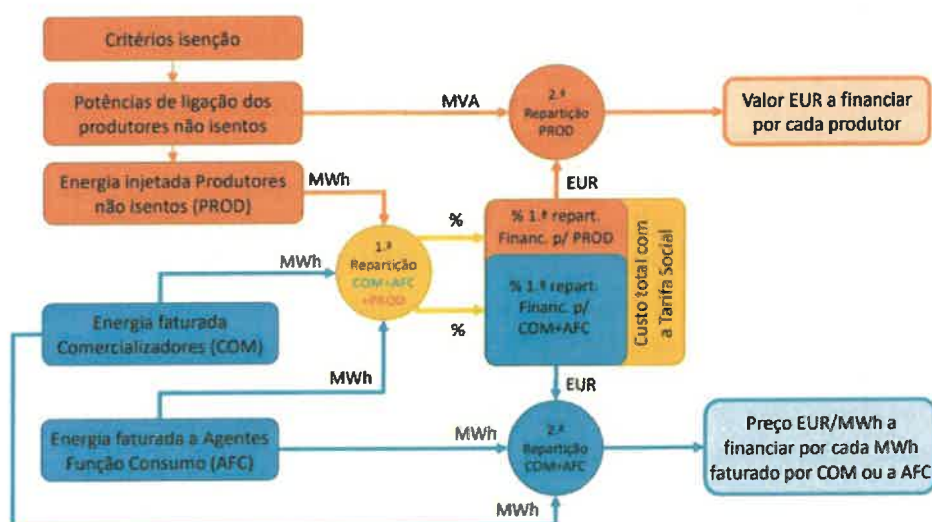 Critérios isenção
Potências de ligação dos
produtores não isentos
MVA
2.ª
Repartição
PROD
Valor EUR a financiar
por cada produtor
Energia injetada Produtores
não isentos (PROD)
MWh
EUR
%
% 1.ª repart.
Financ. p/ PROD
1.ª
Repartição
COM+AFC
+PROD
MWh
%
% 1.ª repart.
Financ. p/
COM+AFC
Custo total com
a Tarifa Social
Energia faturada
Comercializadores (COM)
MWh
EUR
Energia faturada a Agentes
Função Consumo (AFC)
MWh
2.ª
Repartição
COM+AFC
Preço EUR/MWh a
financiar por cada MWh
faturado por COM ou a AFC
MWh